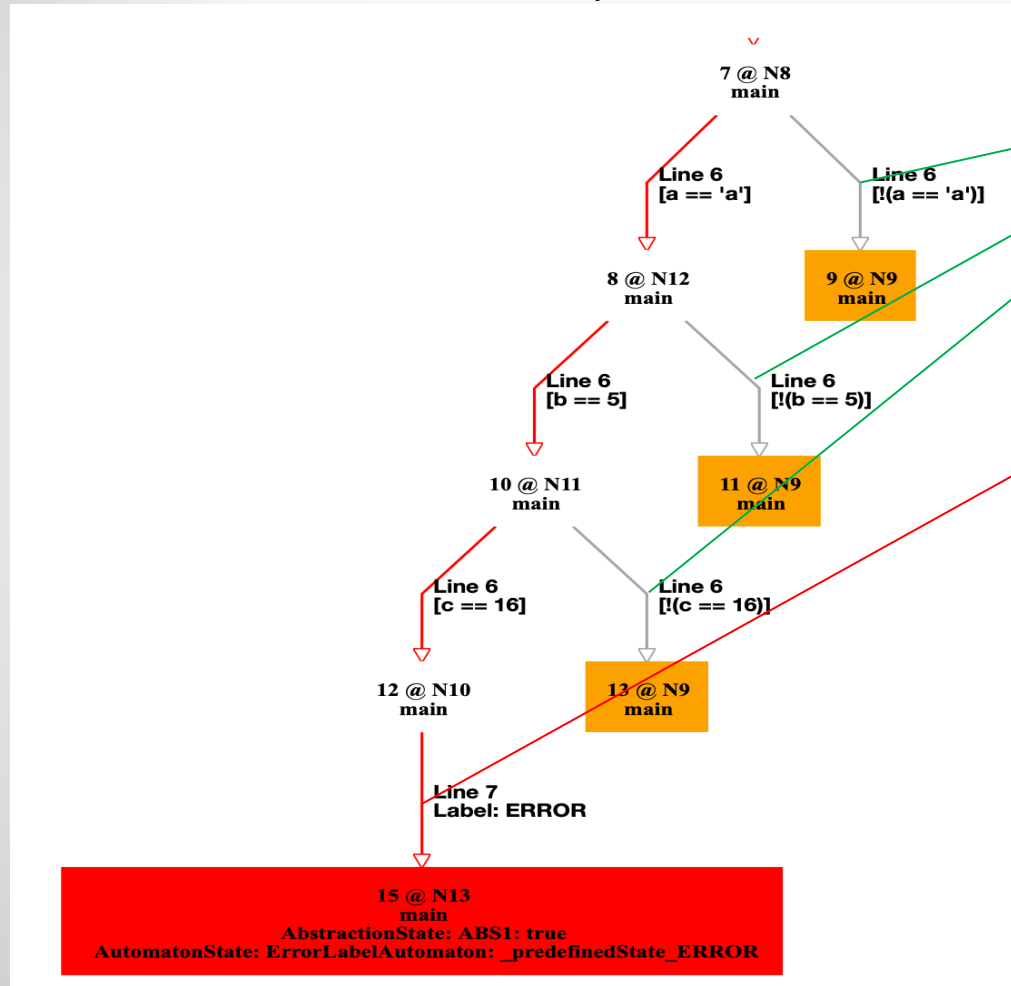 7 @ N8
main
Line 6
[a == 'a']
Line 6
[!(a == 'a')]
8 @ N12
main
9 @ N9
main
Line 6
[b == 5]
Line 6
[!(b == 5)]
10 @ N11
main
11 @ N9
main
Line 6
[c == 16]
Line 6
[!(c == 16)]
12 @ N10
main
13 @ N9
main
Line 7
Label: ERROR
15 @ N13
main
AbstractionState: ABS1: true
AutomatonState: ErrorLabelAutomaton: _predefinedState_ERROR